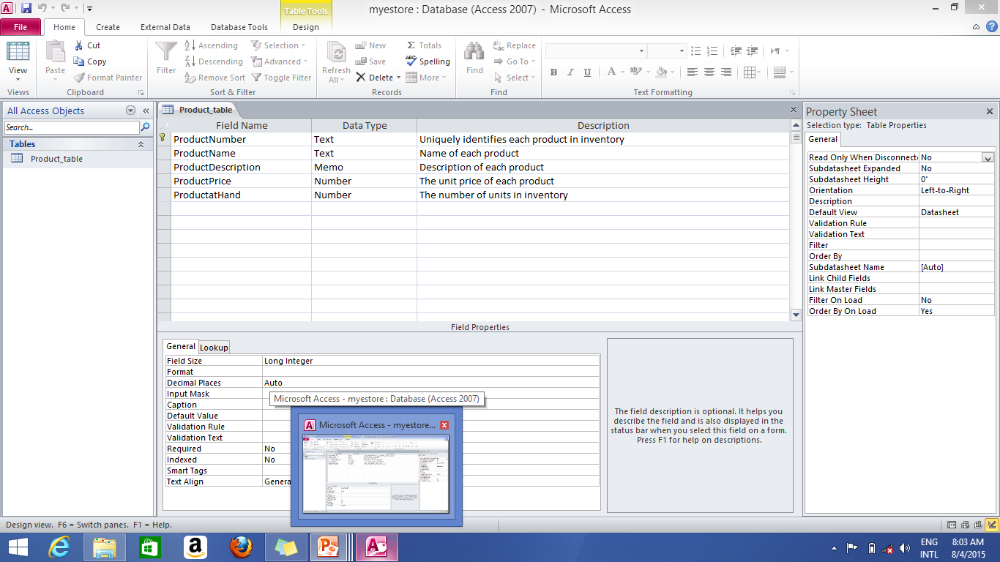 Table Tools
myestore : Database (Access 2007) - Microsoft Access
File Home Create External Data Database Tools Design
View
Views
Paste
Cut
Copy
Format Painter
Clipboard
Filter
Ascending
Descending
Remove Sort
Selection
Advanced
Toggle Filter
Sort & Filter
Refresh All
New
Save
Delete
Totals
Spelling
More
Records
Find
Replace
Go To
Select
Find
B I U A ab
Text Formatting
All Access Objects
Search...
Tables
Product_table
Product_table
Field Name Data Type Description
ProductNumber Text Uniquely identifies each product in inventory
ProductName Text Name of each product
ProductDescription Memo Description of each product
ProductPrice Number The unit price of each product
ProductatHand Number The number of units in inventory
Field Properties
General Lookup
Field Size Long Integer
Format
Decimal Places Auto
Input Mask
Caption
Default Value
Validation Rule
Validation Text
Required No
Indexed No
Smart Tags
Text Align Genera
Microsoft Access - myestore : Database (Access 2007)
Microsoft Access - myestore...
The field description is optional. It helps you
describe the field and is also displayed in the
status bar when you select this field on a form.
Press F1 for help on descriptions.
Property Sheet
Selection type: Table Properties
General
Read Only When Disconnecte No
Subdatasheet Expanded No
Subdatasheet Height 0"
Orientation Left-to-Right
Description
Default View Datasheet
Validation Rule
Validation Text
Filter
Order By
Subdatasheet Name [Auto]
Link Child Fields
Link Master Fields
Filter On Load No
Order By On Load Yes
Design view. F6 = Switch panes. F1 = Help.
ENG
INTL
8:03 AM
8/4/2015